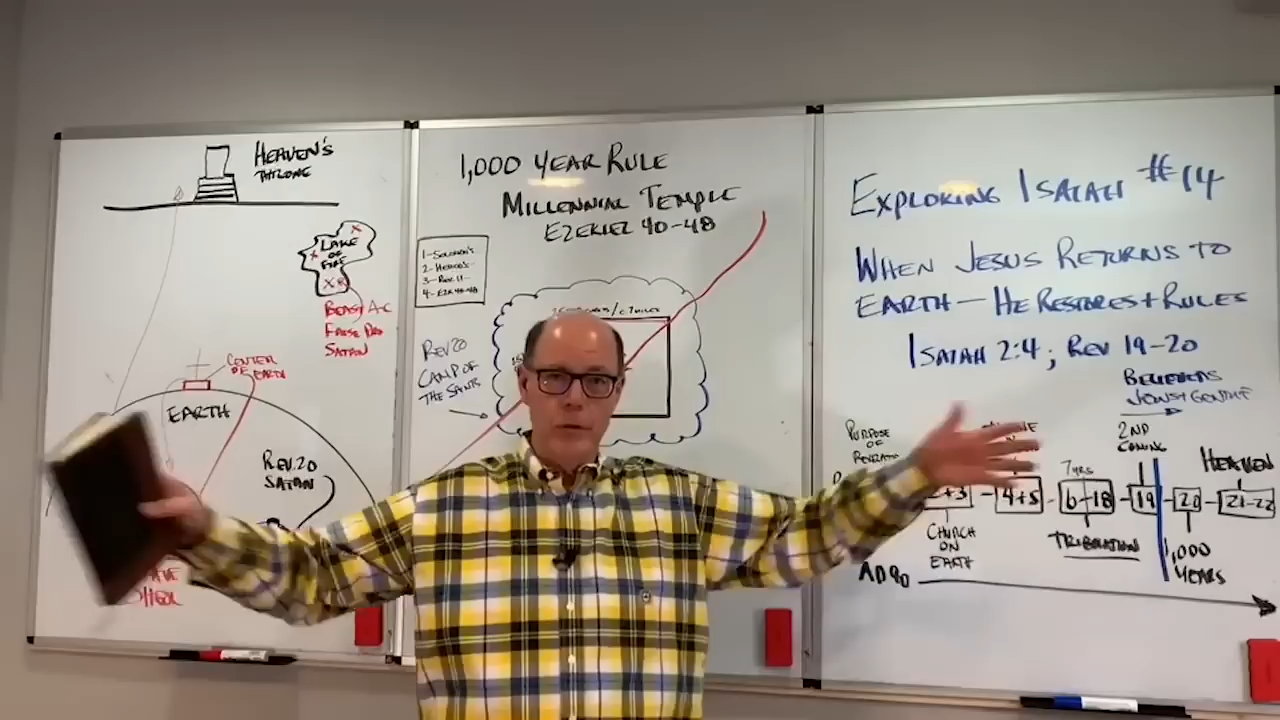 HEAVEN'S
THRONE
LAKE
OF
FIRE
BEAST A-C
SATAN
CENTER
OF EARTH
EARTH
REV. 20
SATAN
1,000 YEAR RULE
MILLENNIAL TEMPLE
EZEKIEL 40-48
1-SOLOMON'S
2-HEROD'S
3-REV. 11
4-EZK 40-48
REV 20
CAMP OF
THE SAINTS
EXPLORING ISAIAH #14
WHEN JESUS RETURNS TO
EARTH - HE RESTORES + RULES
ISAIAH 2:4; REV 19-20
BELIEVERS
PURPOSE
OF
2ND
COMING
7 YRS
HEAVEN
2+3 - 4+5 - 6-18 - 19 - 20 - 21-22
CHURCH
ON
EARTH
TRIBULATION
1,000
YEARS
AD 90